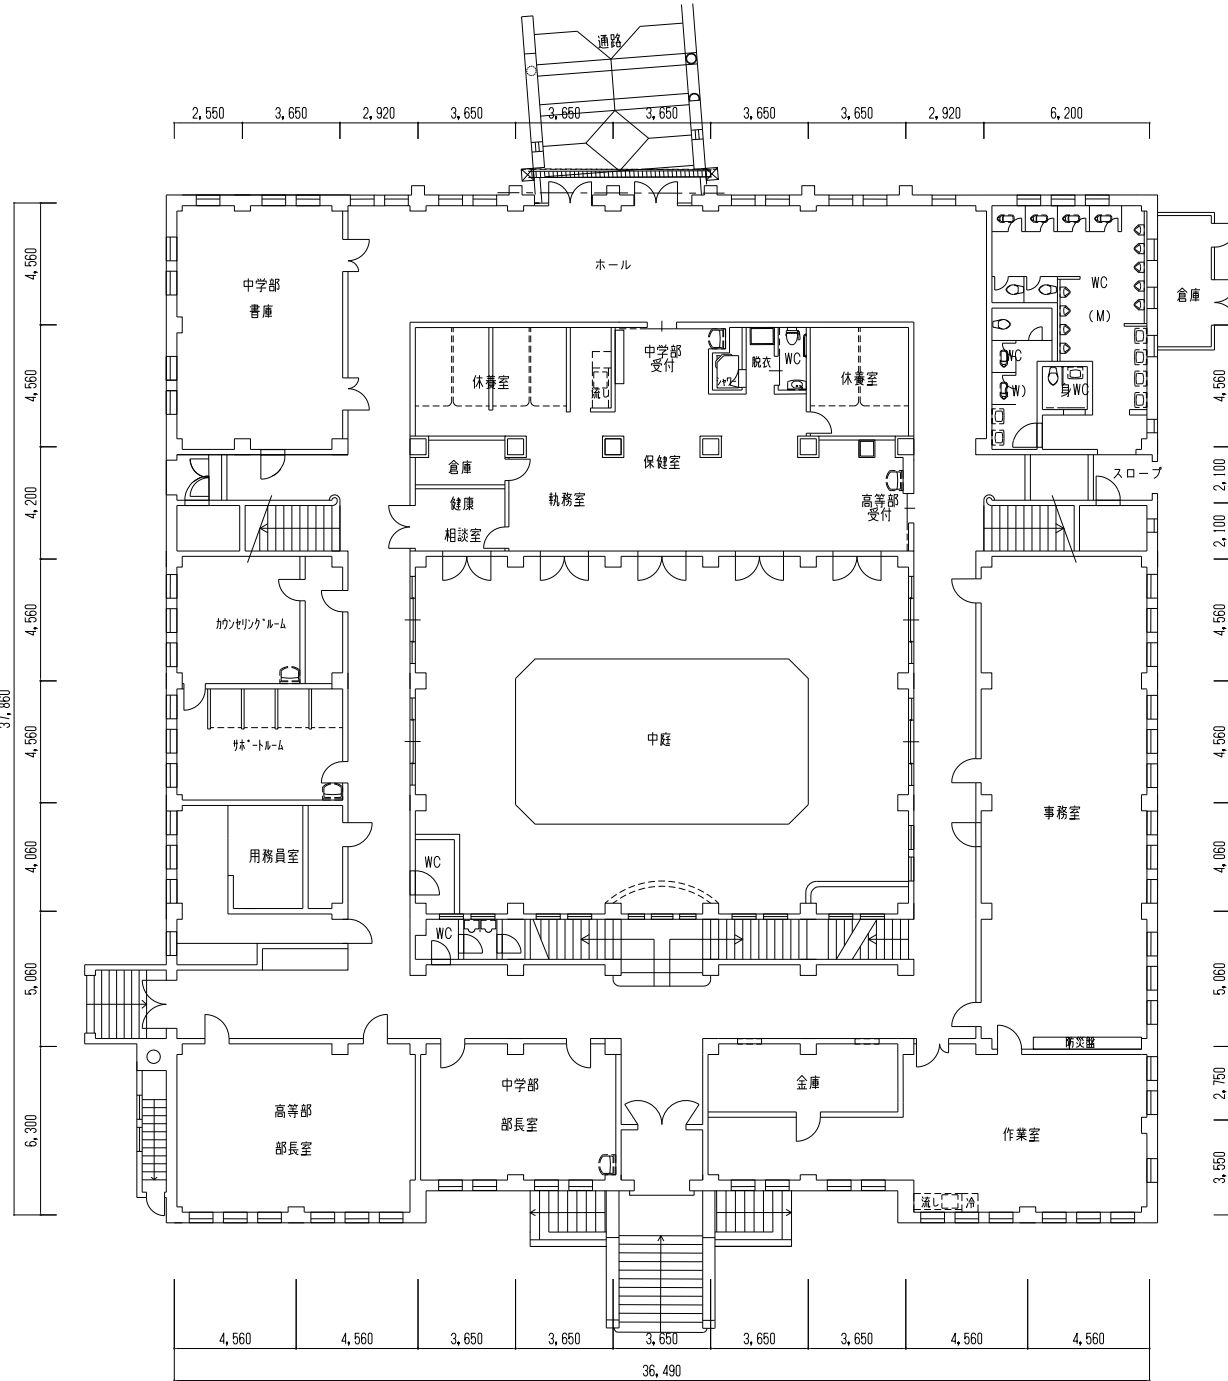 通路
2,550
3,650
2,920
3,650
3,650
3,650
3,650
3,650
2,920
6,200
4,560
4,560
4,200
4,560
4,560
4,060
5,060
6,300
37,860
中学部
書庫
ホール
WC
(M)
倉庫
休養室
流し
中学部
受付
シャワー
脱衣
WC
休養室
WC
(W)
身WC
4,560
2,100
2,100
4,560
4,560
4,060
5,060
2,750
3,550
スロープ
倉庫
保健室
執務室
健康
相談室
高等部
受付
カウンセリングルーム
サポートルーム
中庭
事務室
用務員室
WC
WC
防災盤
高等部
部長室
中学部
部長室
金庫
作業室
流し
冷
4,560
4,560
3,650
3,650
3,650
3,650
3,650
4,560
4,560
36,490